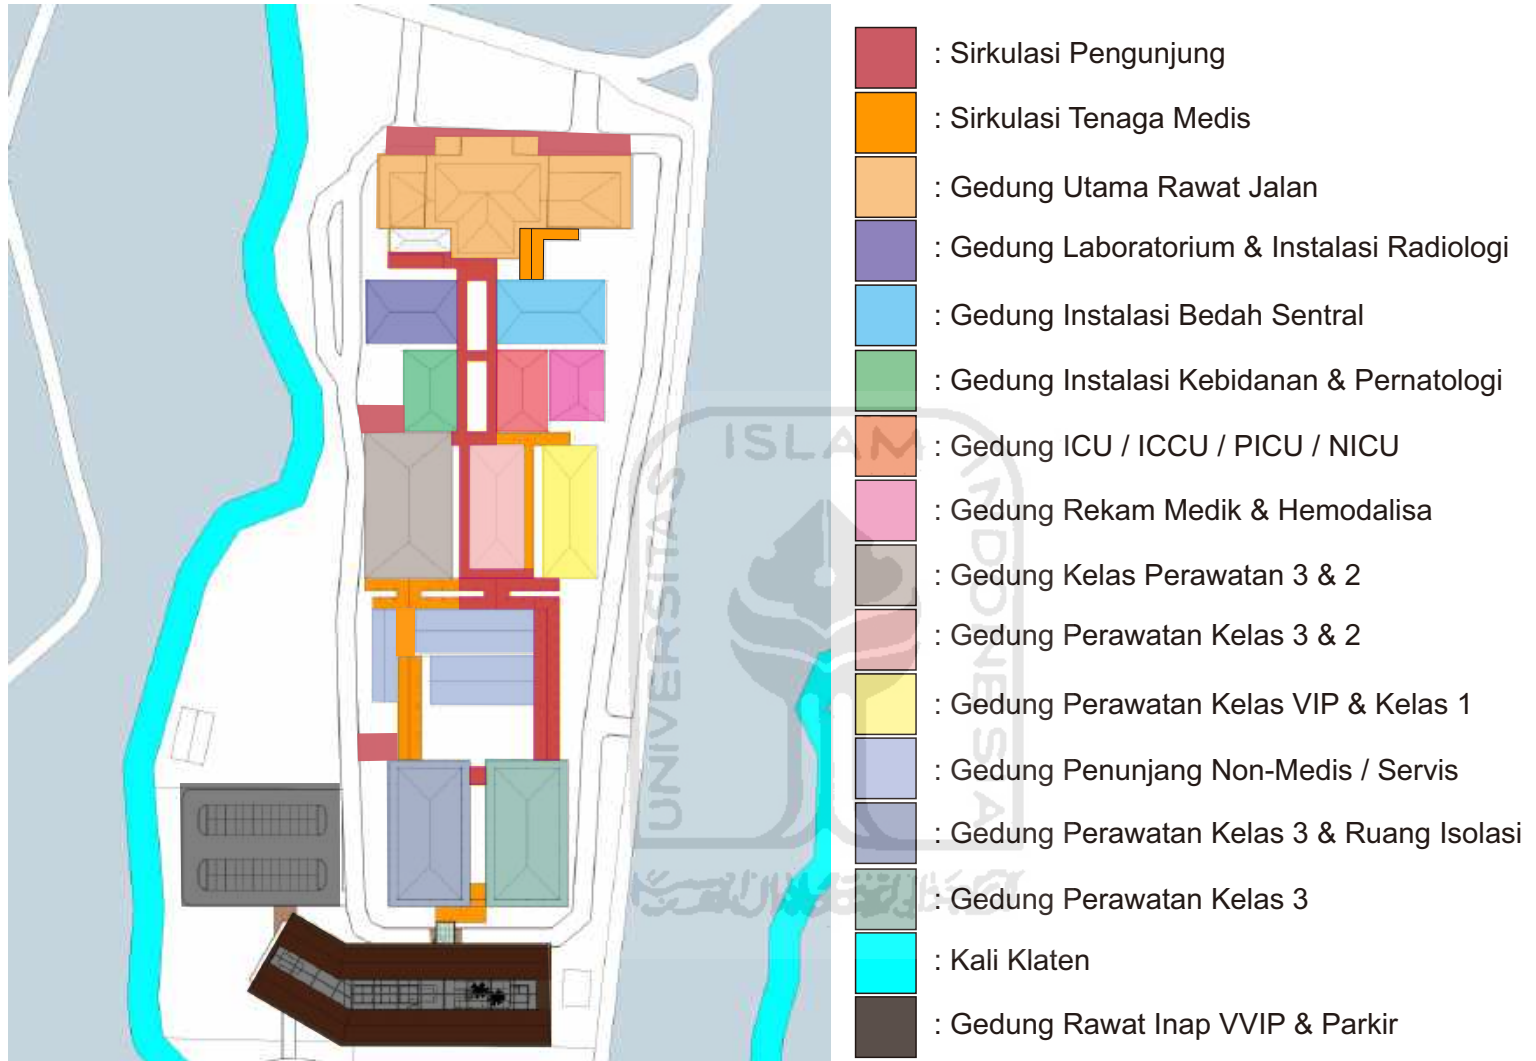 : Sirkulasi Pengunjung
: Sirkulasi Tenaga Medis
: Gedung Utama Rawat Jalan
: Gedung Laboratorium & Instalasi Radiologi
: Gedung Instalasi Bedah Sentral
: Gedung Instalasi Kebidanan & Pernatologi
: Gedung ICU / ICCU / PICU / NICU
: Gedung Rekam Medik & Hemodalisa
: Gedung Kelas Perawatan 3 & 2
: Gedung Perawatan Kelas 3 & 2
: Gedung Perawatan Kelas VIP & Kelas 1
: Gedung Penunjang Non-Medis / Servis
: Gedung Perawatan Kelas 3 & Ruang Isolasi
: Gedung Perawatan Kelas 3
: Kali Klaten
: Gedung Rawat Inap VVIP & Parkir
UNIVERSITAS
ISLAM
INDONESIA